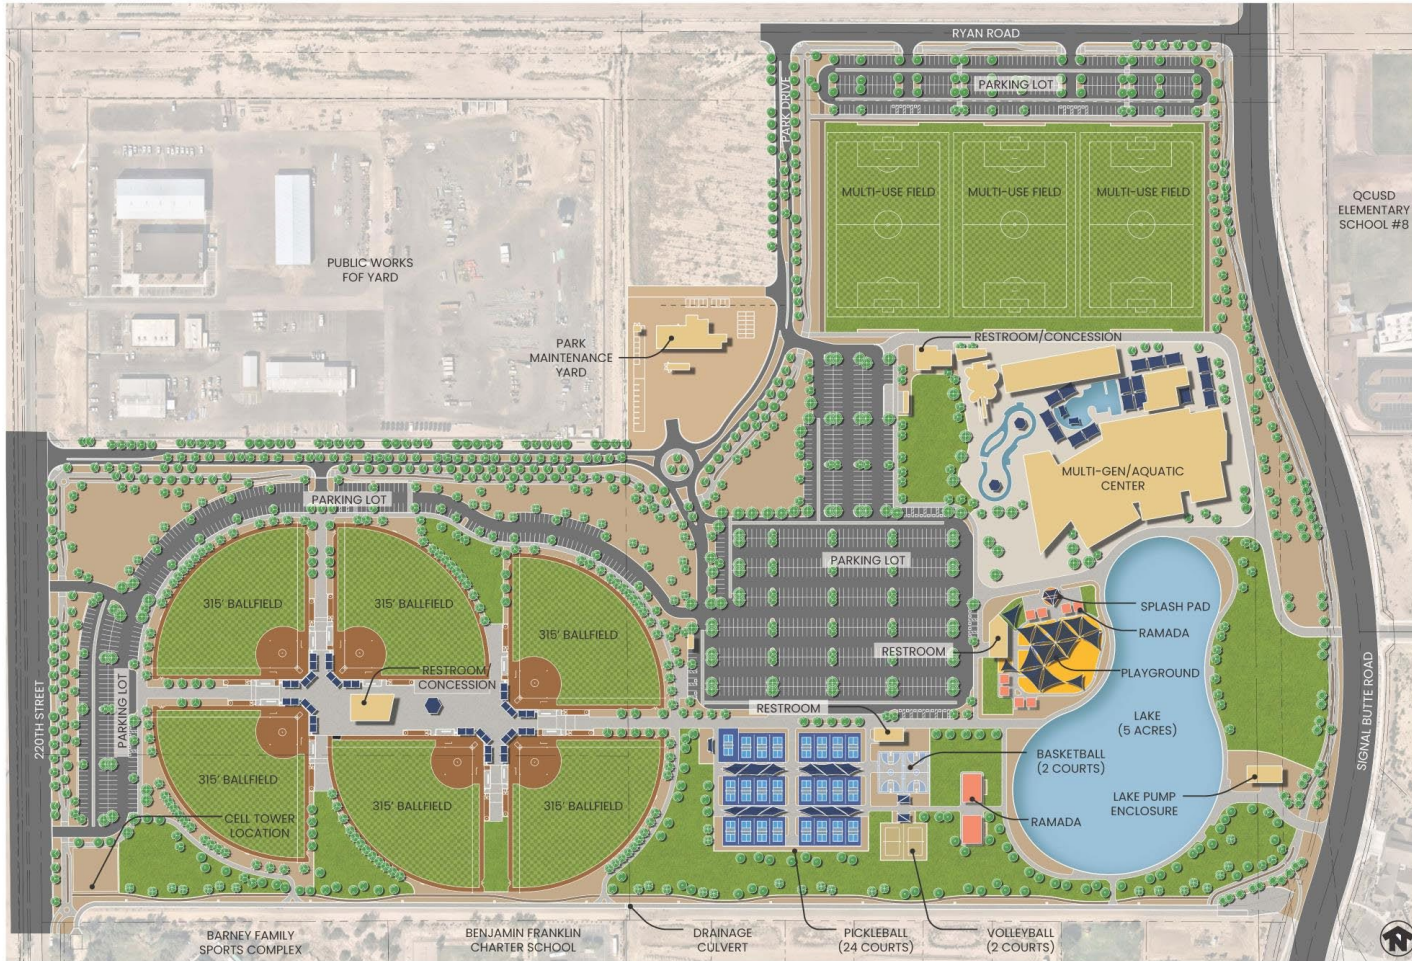 RYAN ROAD
PARKING LOT
PARK DRIVE
MULTI-USE FIELD
MULTI-USE FIELD
MULTI-USE FIELD
QCUSD
ELEMENTARY
SCHOOL #8
PUBLIC WORKS
FOF YARD
PARK
MAINTENANCE
YARD
RESTROOM/CONCESSION
MULTI-GEN/AQUATIC
CENTER
PARKING LOT
PARKING LOT
315' BALLFIELD
315' BALLFIELD
315' BALLFIELD
SPLASH PAD
RAMADA
RESTROOM
PLAYGROUND
RESTROOM/
CONCESSION
PARKING LOT
220TH STREET
RESTROOM
LAKE
(5 ACRES)
SIGNAL BUTTE ROAD
BASKETBALL
(2 COURTS)
315' BALLFIELD
315' BALLFIELD
315' BALLFIELD
LAKE PUMP
ENCLOSURE
CELL TOWER
LOCATION
RAMADA
BARNEY FAMILY
SPORTS COMPLEX
BENJAMIN FRANKLIN
CHARTER SCHOOL
DRAINAGE
CULVERT
PICKLEBALL
(24 COURTS)
VOLLEYBALL
(2 COURTS)
N